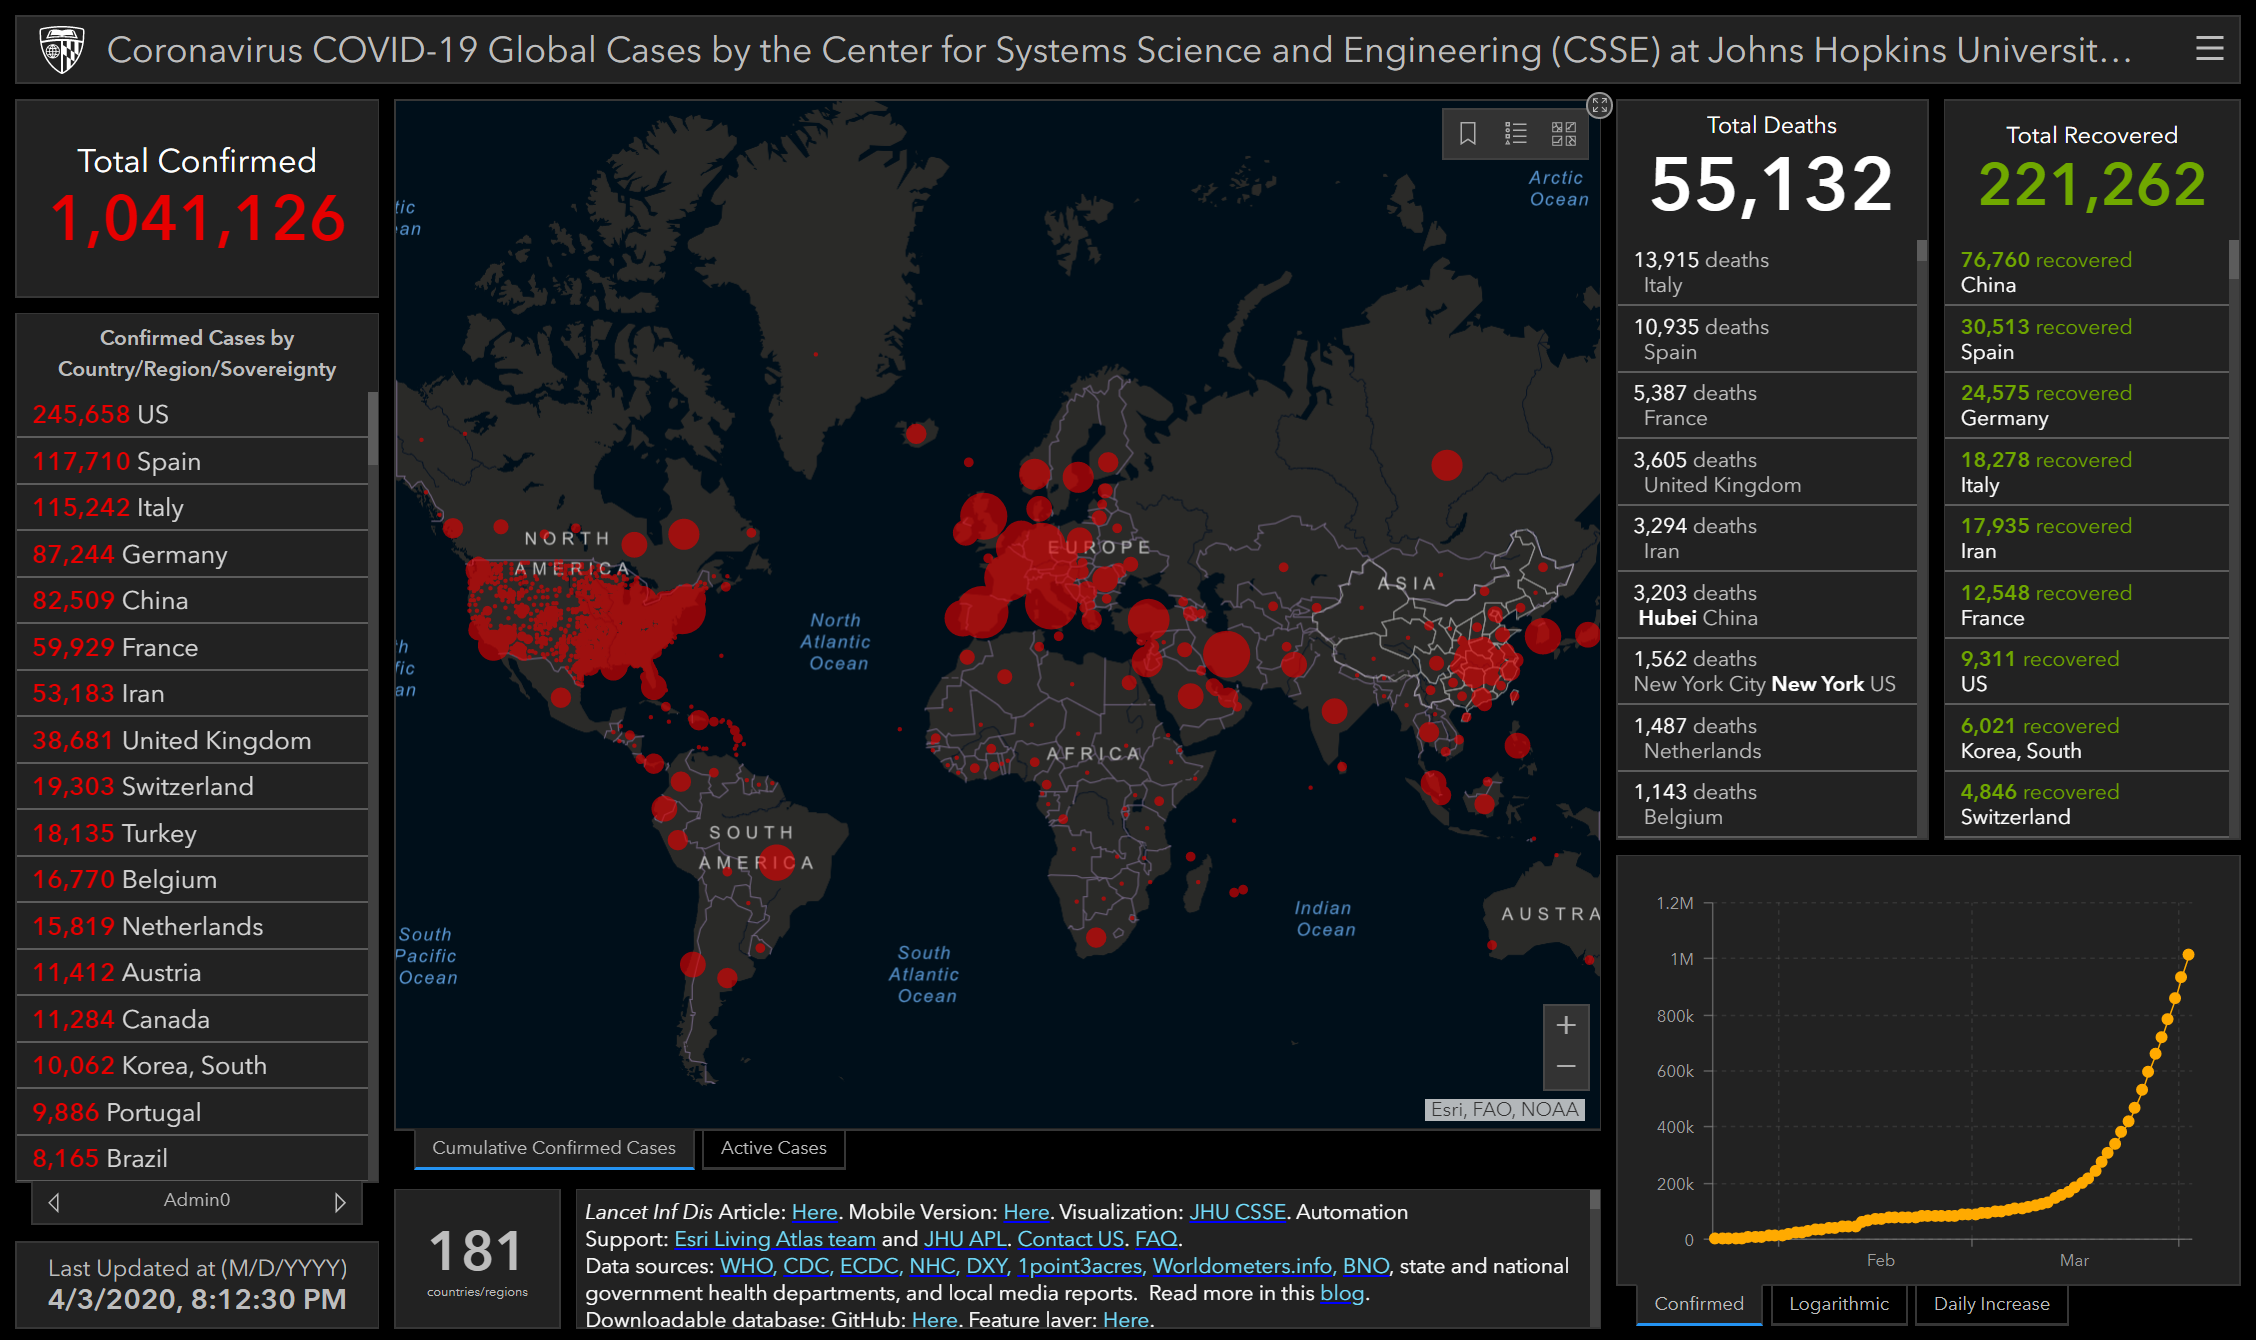 Coronavirus COVID-19 Global Cases by the Center for Systems Science and Engineering (CSSE) at Johns Hopkins Universit...
Total Confirmed
1,041,126
Confirmed Cases by
Country/Region/Sovereignty
245,658 US
117,710 Spain
115,242 Italy
87,244 Germany
82,509 China
59,929 France
53,183 Iran
38,681 United Kingdom
19,303 Switzerland
18,135 Turkey
16,770 Belgium
15,819 Netherlands
11,412 Austria
11,284 Canada
10,062 Korea, South
9,886 Portugal
8,165 Brazil
Admin0
Last Updated at (M/D/YYYY)
4/3/2020, 8:12:30 PM
tic
an
Arctic
Ocean
NORTH
AMERICA
EUROPE
ASIA
North
Atlantic
Ocean
h
fic
an
AFRICA
SOUTH
AMERICA
Indian
Ocean
AUSTRA
South
Pacific
Ocean
South
Atlantic
Ocean
+
−
Esri, FAO, NOAA
Cumulative Confirmed Cases
Active Cases
181
countries/regions
Lancet Inf Dis Article: Here. Mobile Version: Here. Visualization: JHU CSSE. Automation
Support: Esri Living Atlas team and JHU APL. Contact US. FAQ.
Data sources: WHO, CDC, ECDC, NHC, DXY, 1point3acres, Worldometers.info, BNO, state and national
government health departments, and local media reports. Read more in this blog.
Downloadable database: GitHub: Here. Feature layer: Here.
Total Deaths
55,132
13,915 deaths
Italy
10,935 deaths
Spain
5,387 deaths
France
3,605 deaths
United Kingdom
3,294 deaths
Iran
3,203 deaths
Hubei China
1,562 deaths
New York City New York US
1,487 deaths
Netherlands
1,143 deaths
Belgium
Total Recovered
221,262
76,760 recovered
China
30,513 recovered
Spain
24,575 recovered
Germany
18,278 recovered
Italy
17,935 recovered
Iran
12,548 recovered
France
9,311 recovered
US
6,021 recovered
Korea, South
4,846 recovered
Switzerland
1.2M
1M
800k
600k
400k
200k
0
Feb
Mar
Confirmed
Logarithmic
Daily Increase